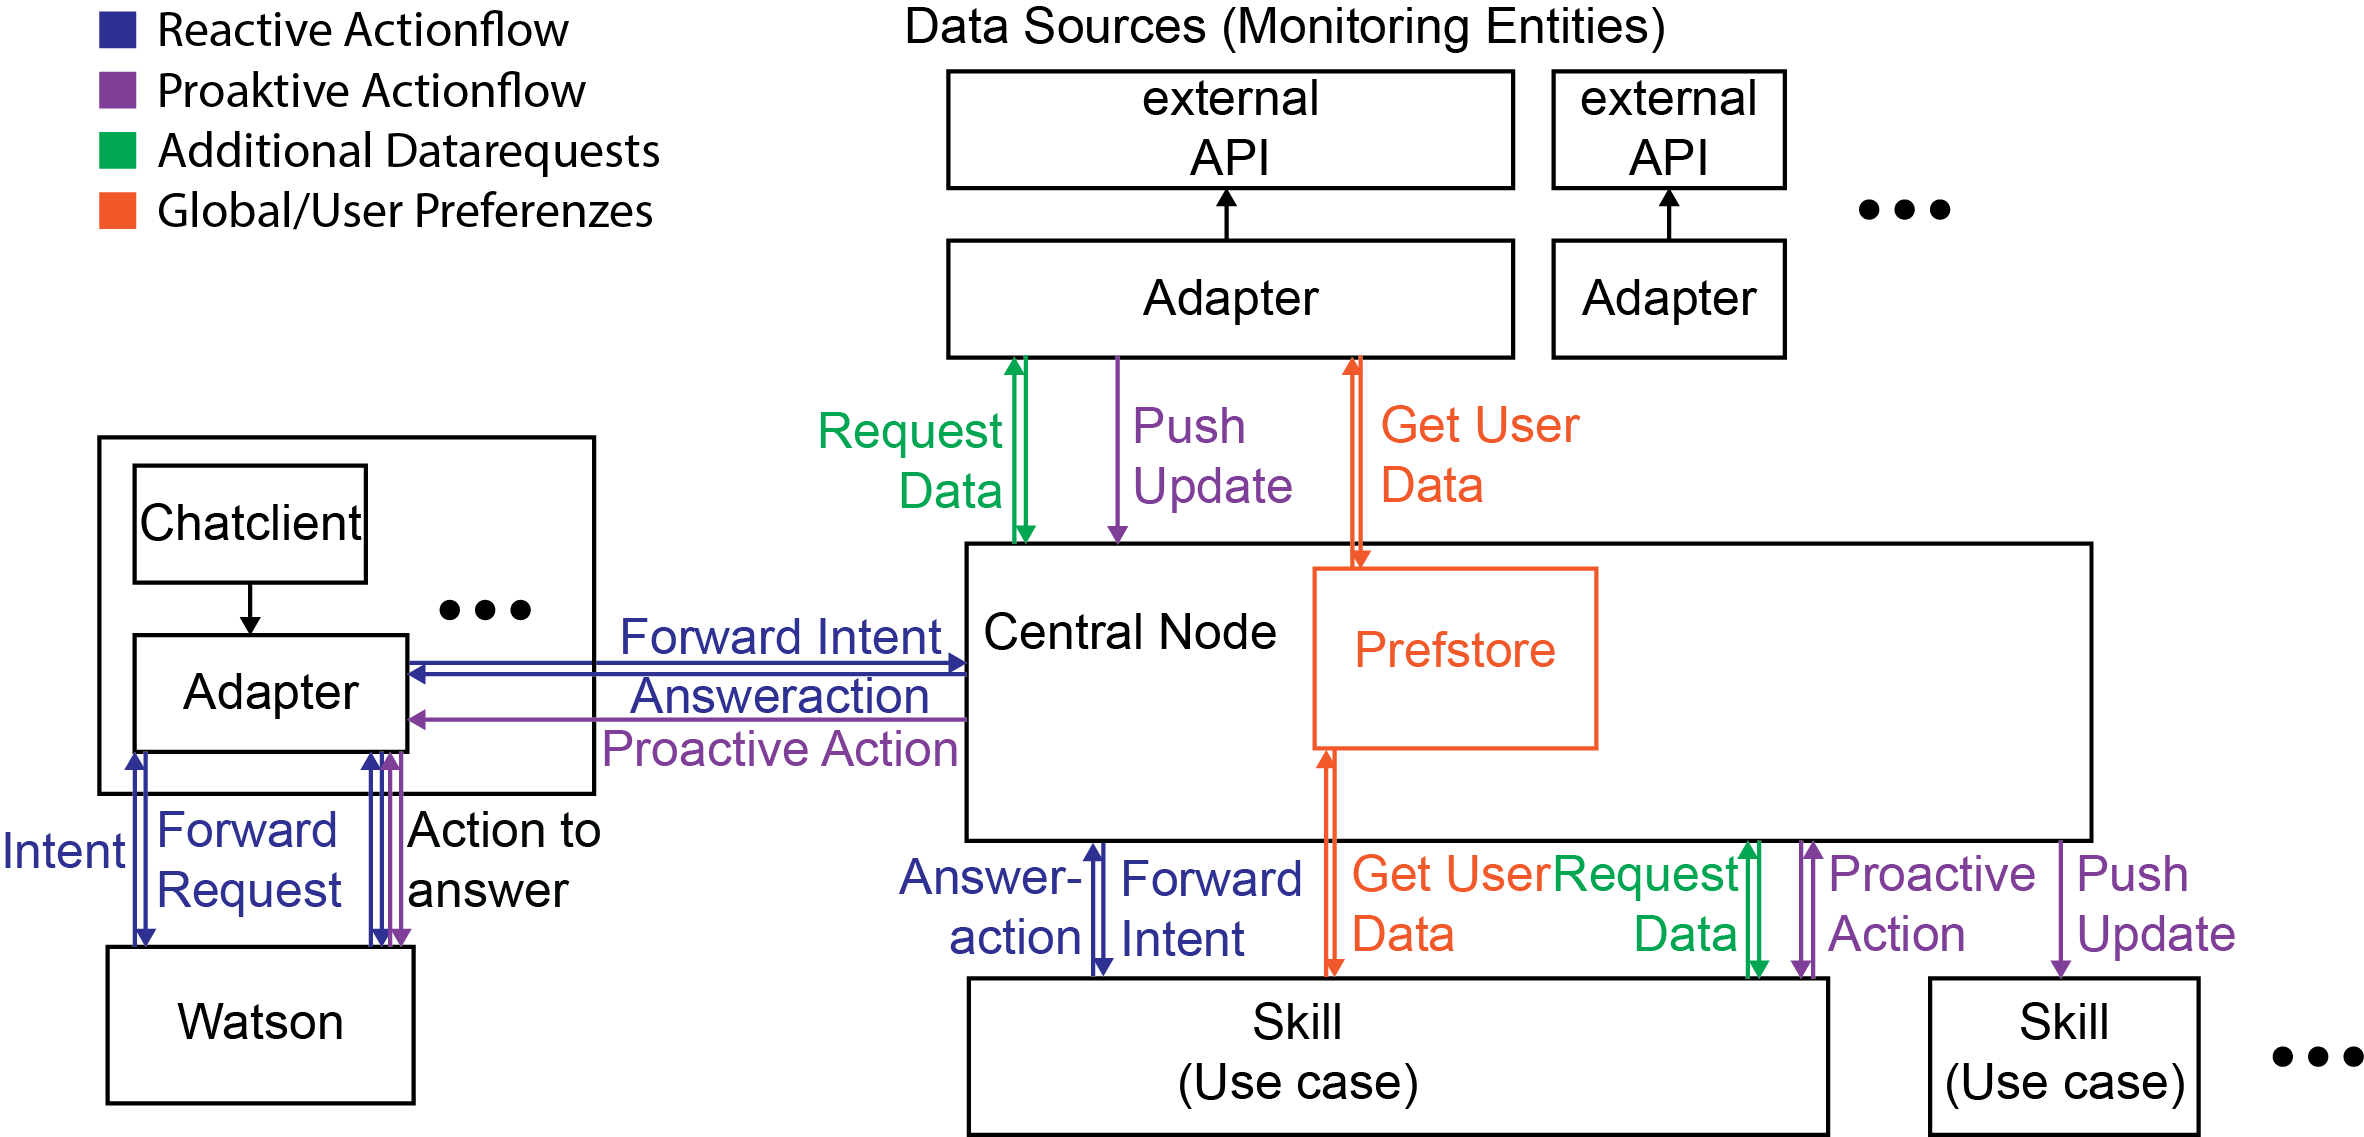 Reactive Actionflow
Proaktive Actionflow
Additional Datarequests
Global/User Preferenzes
Data Sources (Monitoring Entities)
external
API
external
API
Adapter
Adapter
Request
Data
Push
Update
Get User
Data
Chatclient
Adapter
Forward Intent
Answeraction
Proactive Action
Central Node
Prefstore
Intent
Forward
Request
Action to
answer
Watson
Answer-
action
Forward
Intent
Get User
Data
Request
Data
Proactive
Action
Push
Update
Skill
(Use case)
Skill
(Use case)